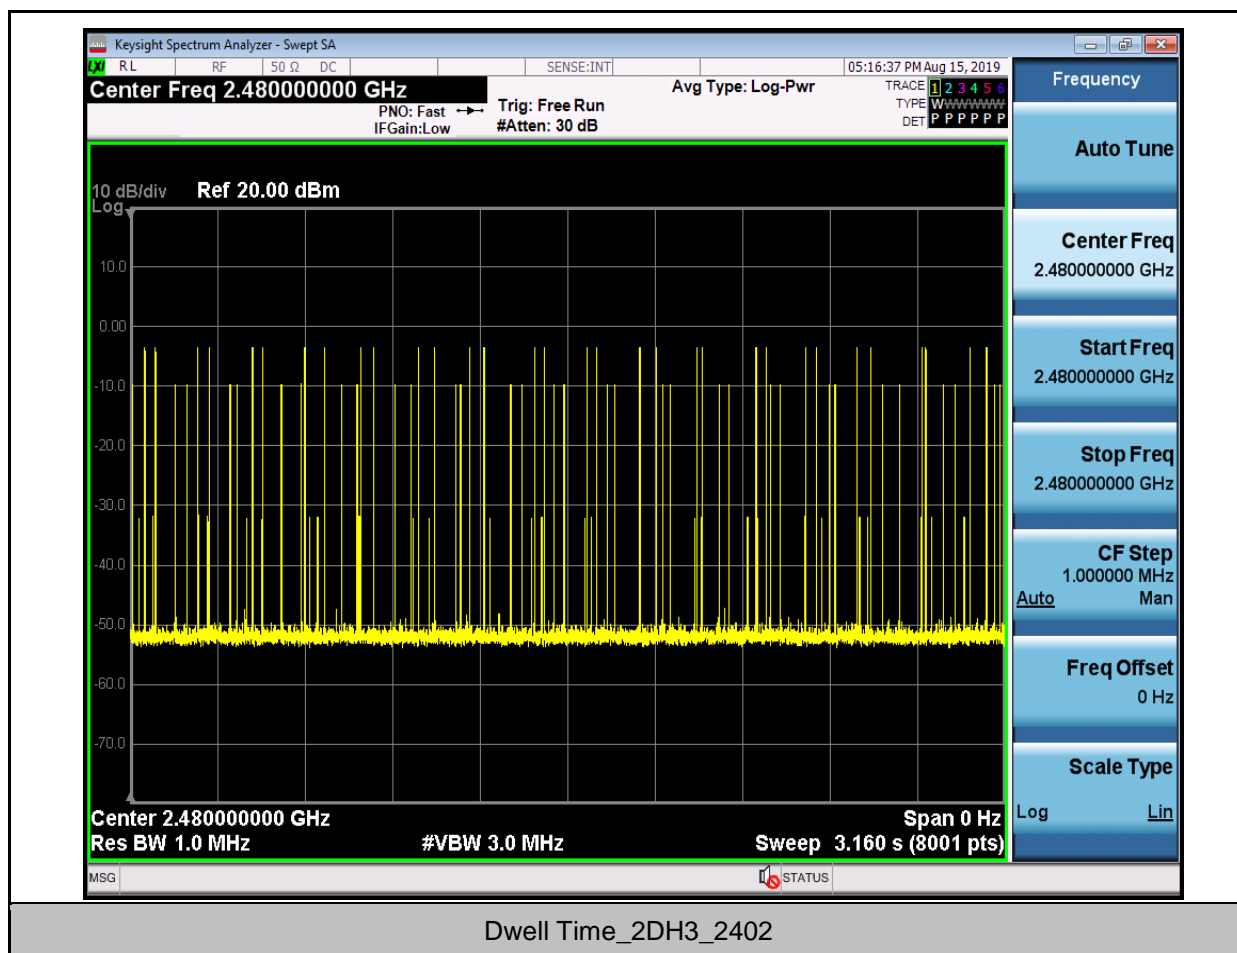 Keysight Spectrum Analyzer - Swept SA
LXI RL RF 50 Ω DC SENSE:INT 05:16:37 PM Aug 15, 2019
Center Freq 2.480000000 GHz
PNO: Fast
IFGain:Low
Trig: Free Run
#Atten: 30 dB
Avg Type: Log-Pwr
TRACE 1 2 3 4 5 6
TYPE WWWWWW
DET P P P P P P
10 dB/div Ref 20.00 dBm
Log
10.0
0.00
-10.0
-20.0
-30.0
-40.0
-50.0
-60.0
-70.0
Center 2.480000000 GHz Span 0 Hz
Res BW 1.0 MHz #VBW 3.0 MHz Sweep 3.160 s (8001 pts)
MSG STATUS
Frequency
Auto Tune
Center Freq
2.480000000 GHz
Start Freq
2.480000000 GHz
Stop Freq
2.480000000 GHz
CF Step
1.000000 MHz
Auto Man
Freq Offset
0 Hz
Scale Type
Log Lin
Dwell Time_2DH3_2402